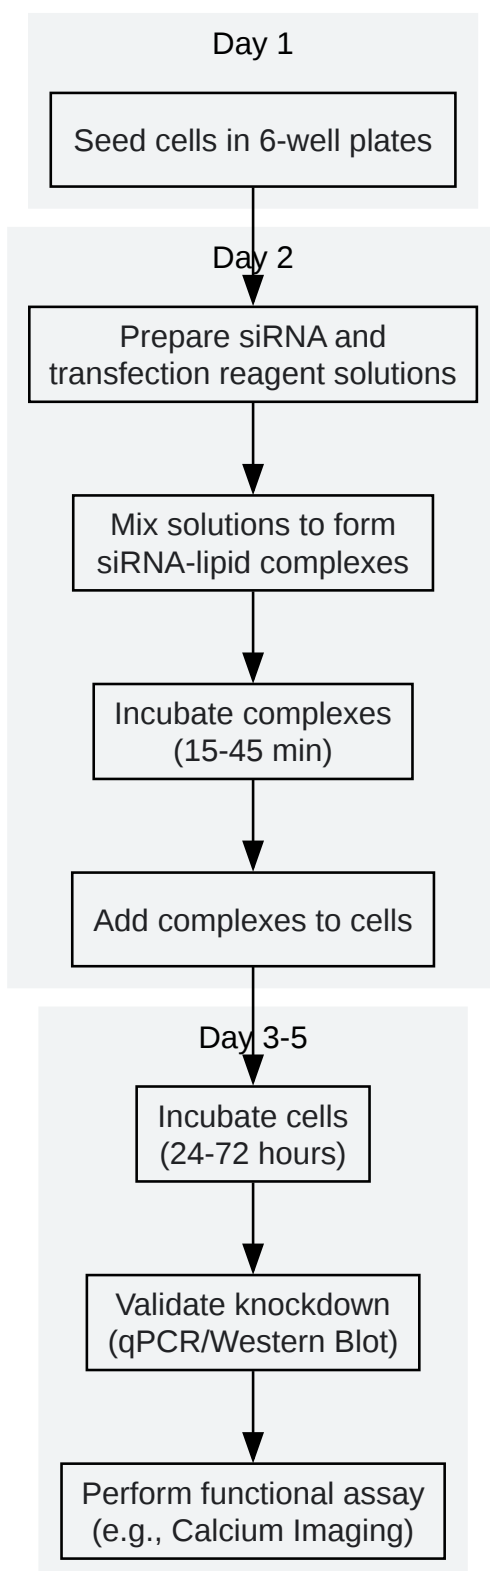 Day 1
Seed cells in 6-well plates
Day 2
Prepare siRNA and
transfection reagent solutions
Mix solutions to form
siRNA-lipid complexes
Incubate complexes
(15-45 min)
Add complexes to cells
Day 3-5
Incubate cells
(24-72 hours)
Validate knockdown
(qPCR/Western Blot)
Perform functional assay
(e.g., Calcium Imaging)